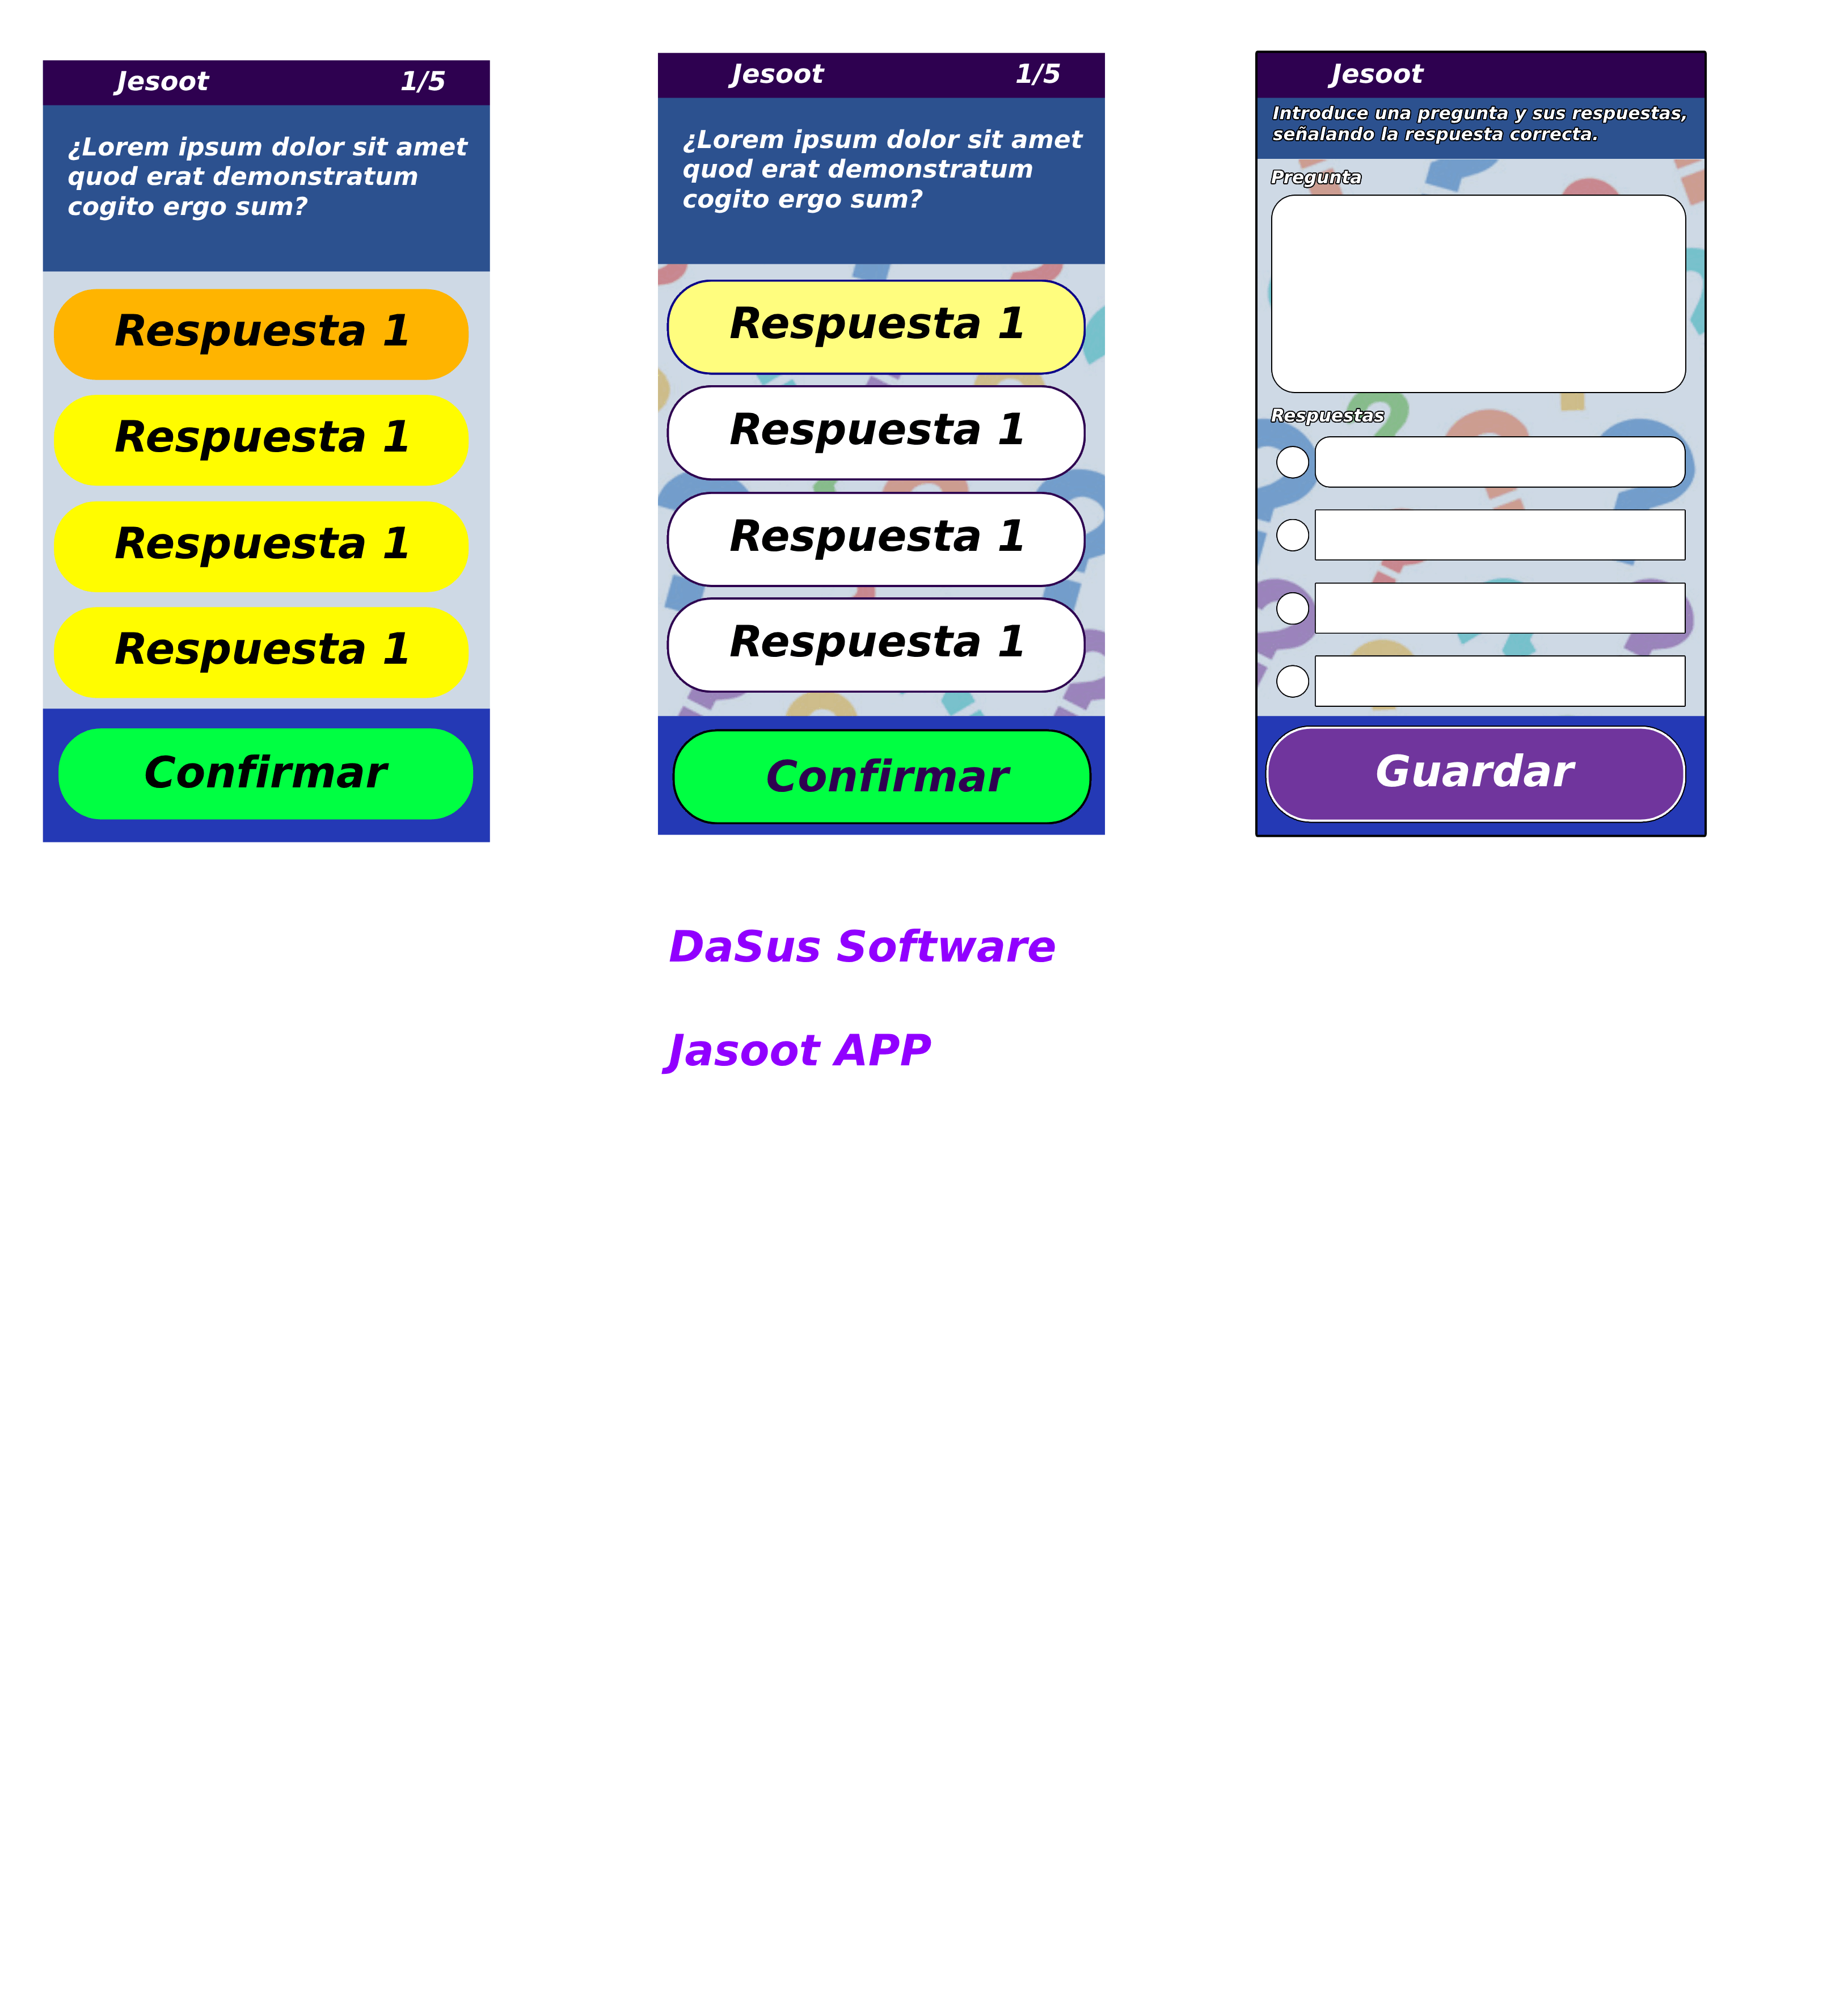 Jesoot 1/5
¿Lorem ipsum dolor sit amet
quod erat demonstratum
cogito ergo sum?
Respuesta 1
Respuesta 1
Respuesta 1
Respuesta 1
Confirmar
Jesoot 1/5
¿Lorem ipsum dolor sit amet
quod erat demonstratum
cogito ergo sum?
Respuesta 1
Respuesta 1
Respuesta 1
Respuesta 1
Confirmar
Jesoot
Introduce una pregunta y sus respuestas,
señalando la respuesta correcta.
Pregunta
Respuestas
Guardar
DaSus Software
Jasoot APP